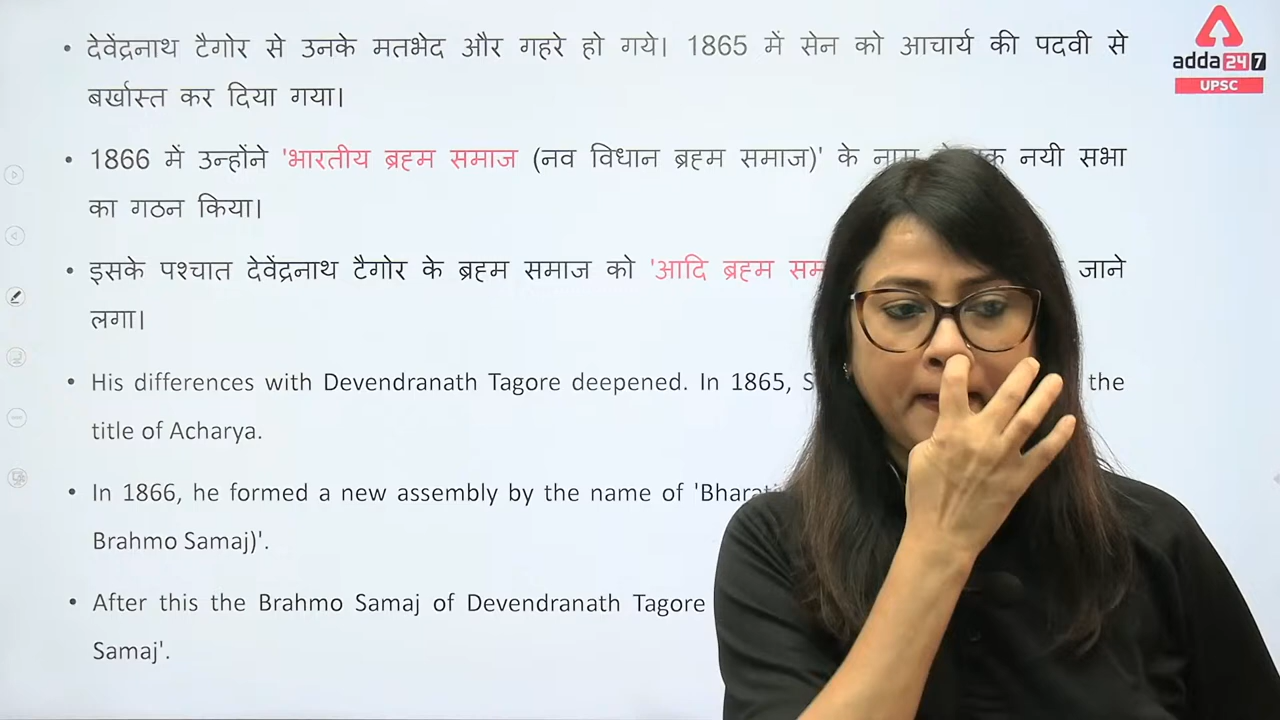 • देवेंद्रनाथ टैगोर से उनके मतभेद और गहरे हो गये। 1865 में सेन को आचार्य की पदवी से
बर्खास्त कर दिया गया।
• 1866 में उन्होंने 'भारतीय ब्रह्म समाज (नव विधान ब्रह्म समाज)' के नाम नयी सभा
का गठन किया।
• इसके पश्चात देवेंद्रनाथ टैगोर के ब्रह्म समाज को 'आदि ब्रह्म जाने
लगा।
• His differences with Devendranath Tagore deepened. In 1865, the
title of Acharya.
• In 1866, he formed a new assembly by the name of
Brahmo Samaj)'.
• After this the Brahmo Samaj of Devendranath Tagore
Samaj'.
adda247
UPSC